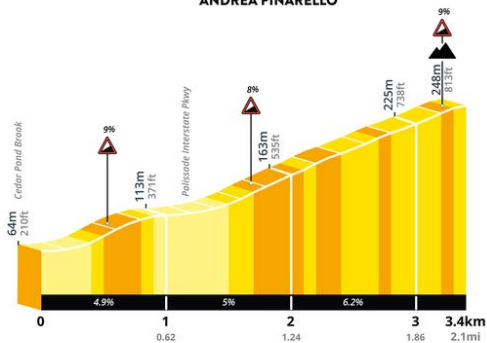 ANDREA PINARELLO
9%
248m
813ft
225m
738ft
8%
163m
535ft
Palissade Interstate Pkwy
9%
113m
371ft
Cedar Pond Brook
64m
210ft
4.9% 5% 6.2%
0 1 2 3 3.4km
0.62 1.24 1.86 2.1mi